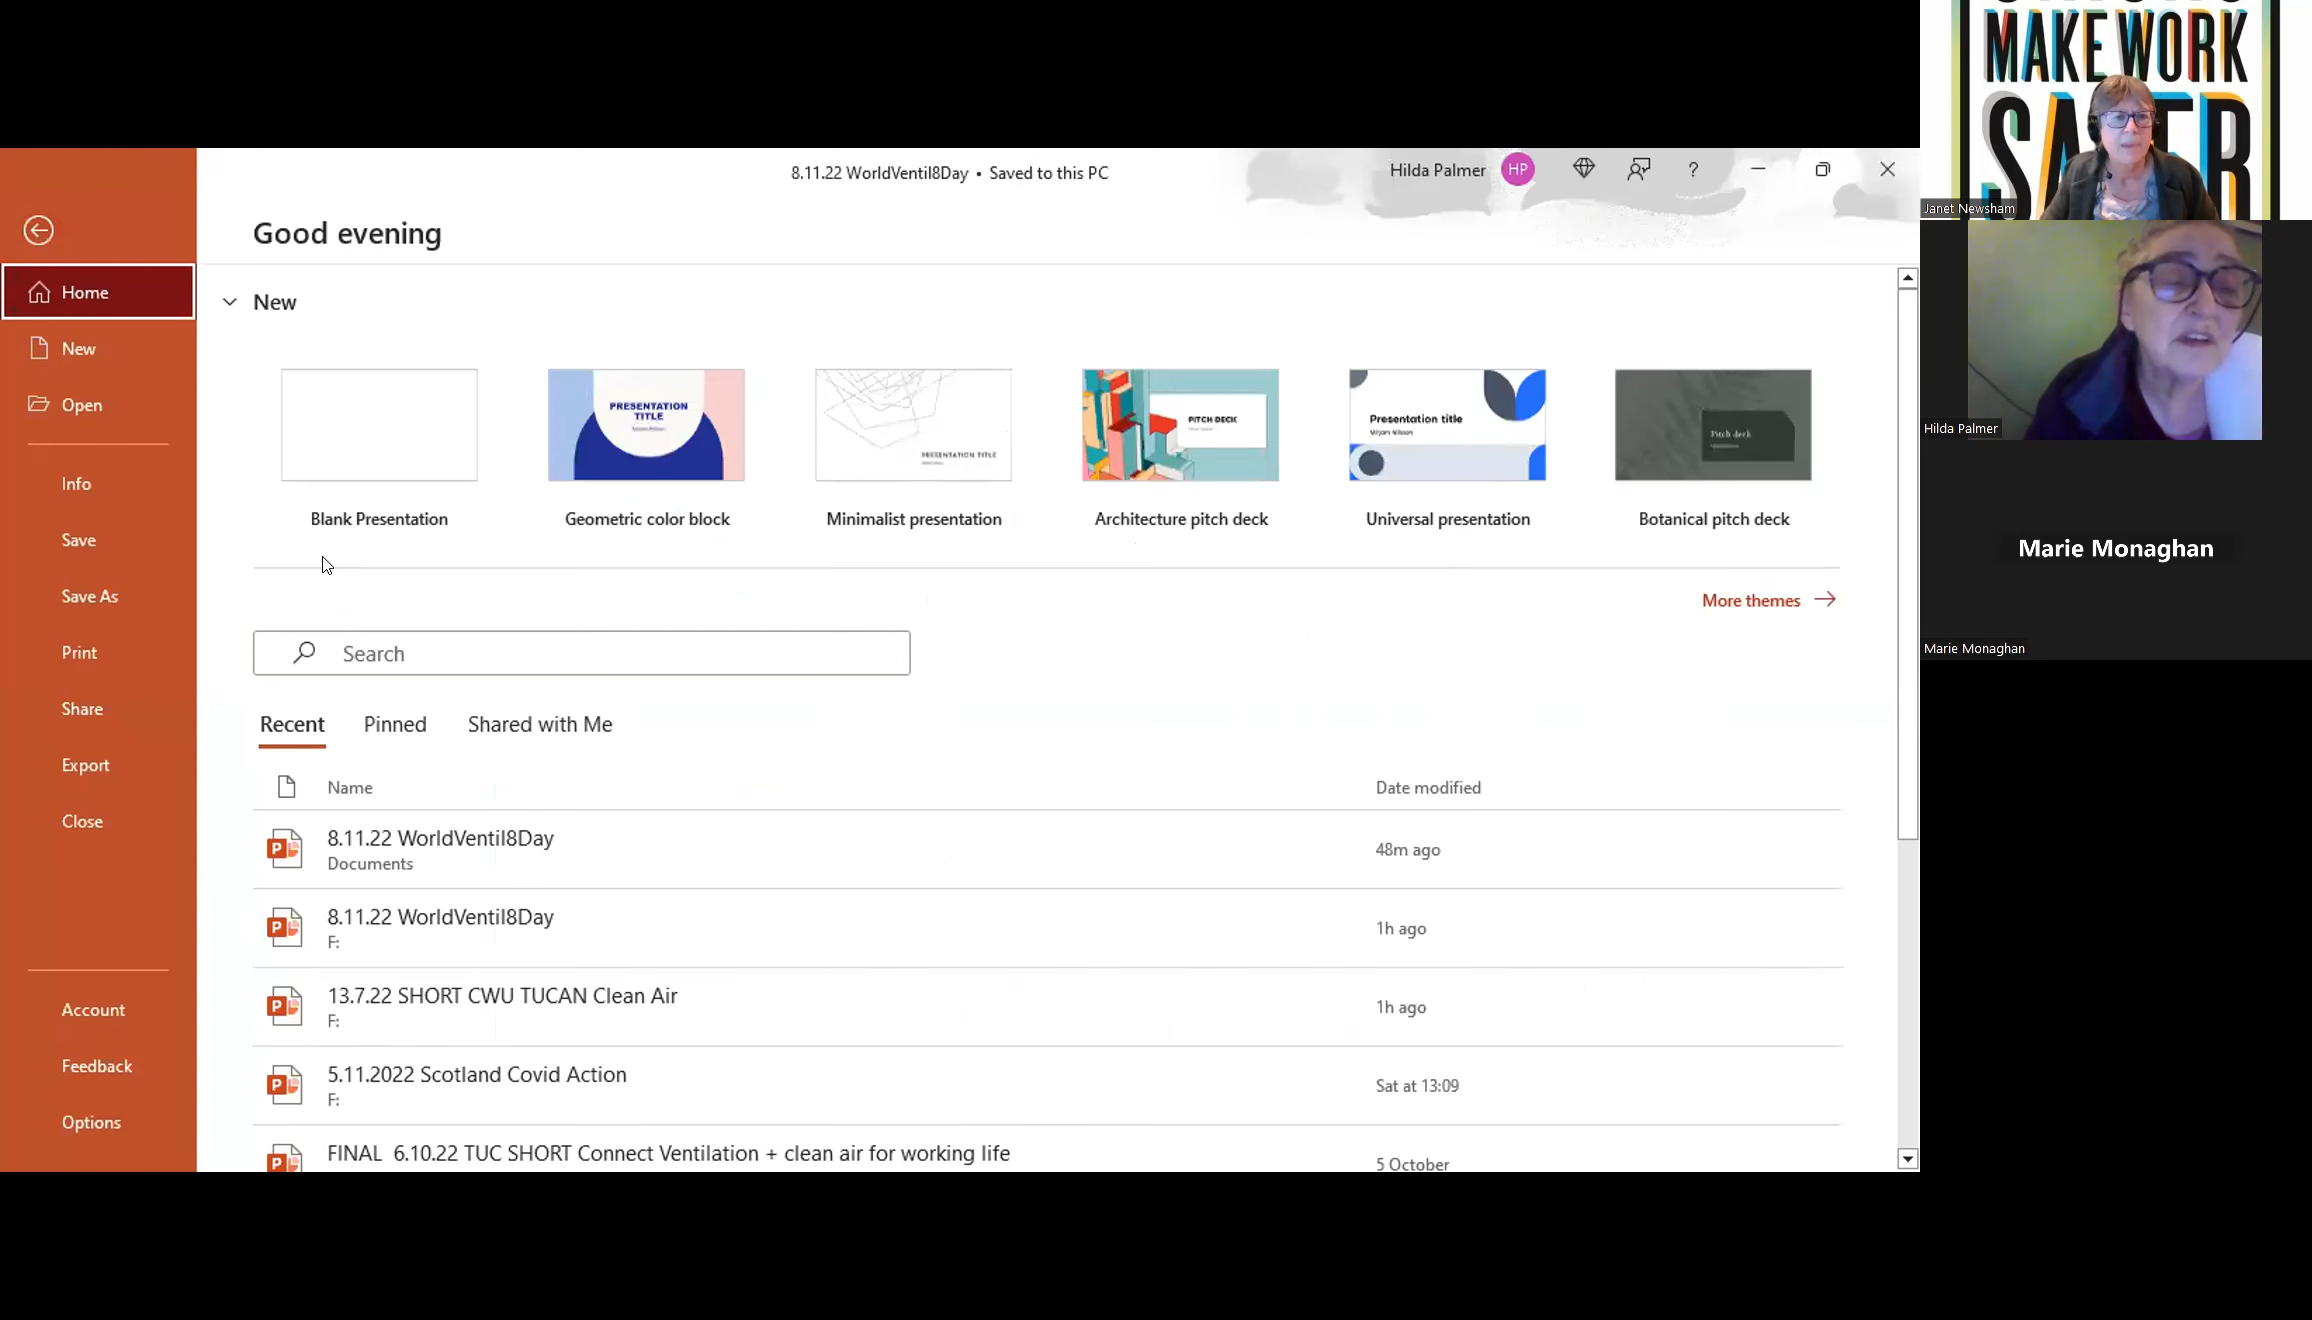 8.11.22 WorldVentil8Day • Saved to this PC
Hilda Palmer
HP
?
Good evening
Home
New
Open
Info
Save
Save As
Print
Share
Export
Close
Account
Feedback
Options
New
PRESENTATION
TITLE
PRESENTATION TITLE
PITCH DECK
Presentation title
Mirjam Nilsson
Pitch deck
Blank Presentation
Geometric color block
Minimalist presentation
Architecture pitch deck
Universal presentation
Botanical pitch deck
More themes
Search
Recent
Pinned
Shared with Me
Name
Date modified
8.11.22 WorldVentil8Day
Documents
48m ago
8.11.22 WorldVentil8Day
F:
1h ago
13.7.22 SHORT CWU TUCAN Clean Air
F:
1h ago
5.11.2022 Scotland Covid Action
F:
Sat at 13:09
FINAL 6.10.22 TUC SHORT Connect Ventilation + clean air for working life
5 October
MAKE WORK
Janet Newsham
Hilda Palmer
Marie Monaghan
Marie Monaghan